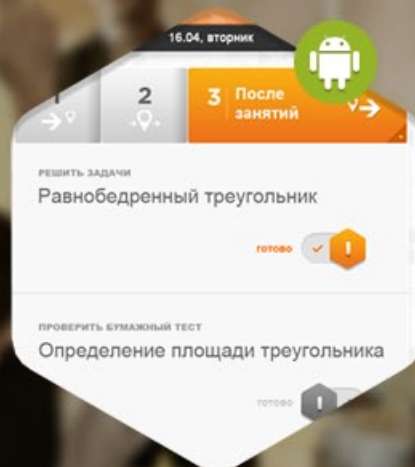 16.04, вторник
1
2
3 После
занятий
РЕШИТЬ ЗАДАЧИ
Равнобедренный треугольник
ГОТОВО
ПРОВЕРИТЬ БУМАЖНЫЙ ТЕСТ
Определение площади треугольника
ГОТОВО